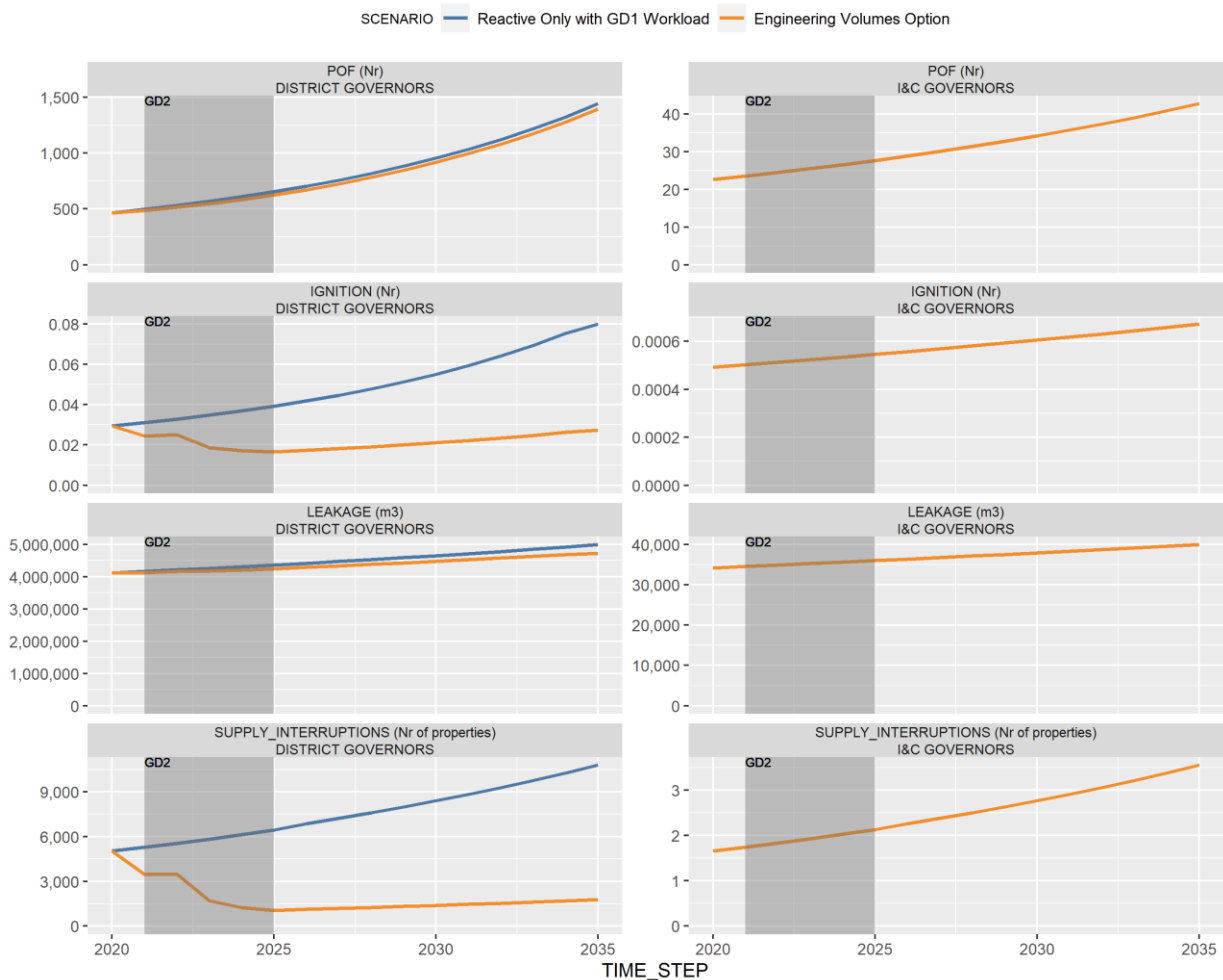 SCENARIO Reactive Only with GD1 Workload Engineering Volumes Option
POF (Nr)
DISTRICT GOVERNORS
GD2
1,500
1,000
500
0
POF (Nr)
I&C GOVERNORS
GD2
40
30
20
10
0
IGNITION (Nr)
DISTRICT GOVERNORS
GD2
0.08
0.06
0.04
0.02
0.00
IGNITION (Nr)
I&C GOVERNORS
GD2
0.0006
0.0004
0.0002
0.0000
LEAKAGE (m3)
DISTRICT GOVERNORS
GD2
5,000,000
4,000,000
3,000,000
2,000,000
1,000,000
0
LEAKAGE (m3)
I&C GOVERNORS
GD2
40,000
30,000
20,000
10,000
0
SUPPLY_INTERRUPTIONS (Nr of properties)
DISTRICT GOVERNORS
GD2
9,000
6,000
3,000
0
SUPPLY_INTERRUPTIONS (Nr of properties)
I&C GOVERNORS
GD2
3
2
1
0
2020 2025 2030 2035 2020 2025 2030 2035
TIME_STEP